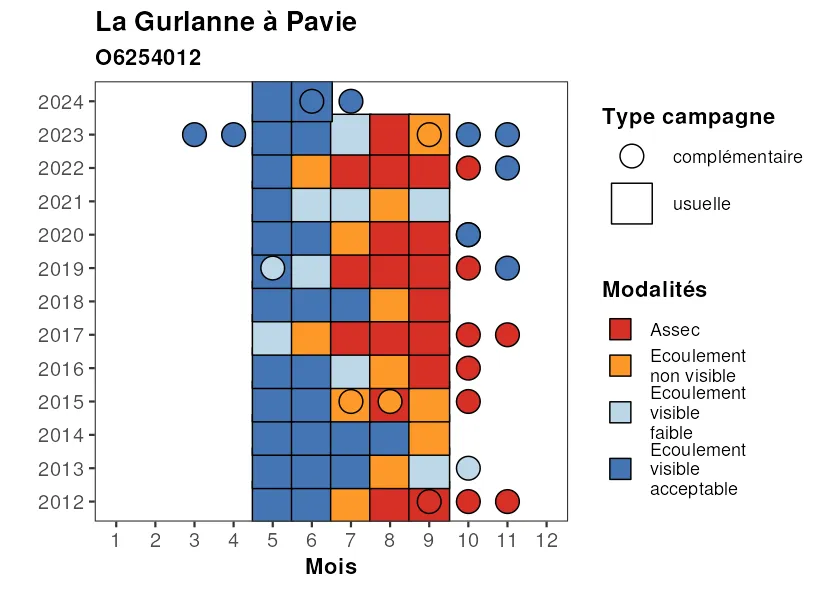 La Gurlanne à Pavie
O6254012
2024
2023
2022
2021
2020
2019
2018
2017
2016
2015
2014
2013
2012
1 2 3 4 5 6 7 8 9 10 11 12
Mois
Type campagne
complémentaire
usuelle
Modalités
Assec
Ecoulement
non visible
Ecoulement
visible
faible
Ecoulement
visible
acceptable